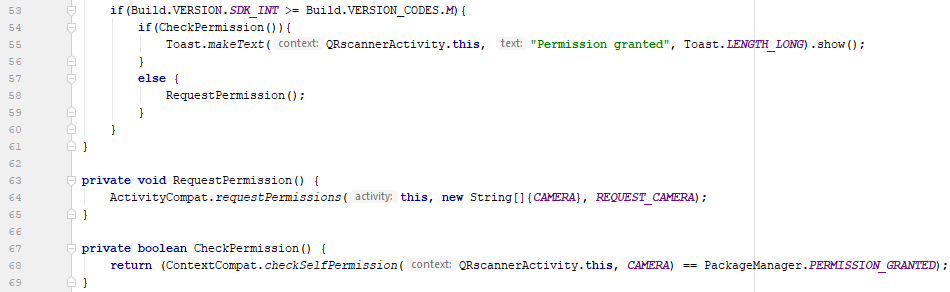 53 if(Build.VERSION.SDK_INT >= Build.VERSION_CODES.M){
54 if(CheckPermission()){
55 Toast.makeText( context: QRscannerActivity.this, text: "Permission granted", Toast.LENGTH_LONG).show();
56 }
57 else {
58 RequestPermission();
59 }
60 }
61 }
62
63 private void RequestPermission() {
64 ActivityCompat.requestPermissions( activity: this, new String[]{CAMERA}, REQUEST_CAMERA);
65 }
66
67 private boolean CheckPermission() {
68 return (ContextCompat.checkSelfPermission( context: QRscannerActivity.this, CAMERA) == PackageManager.PERMISSION_GRANTED);
69 }